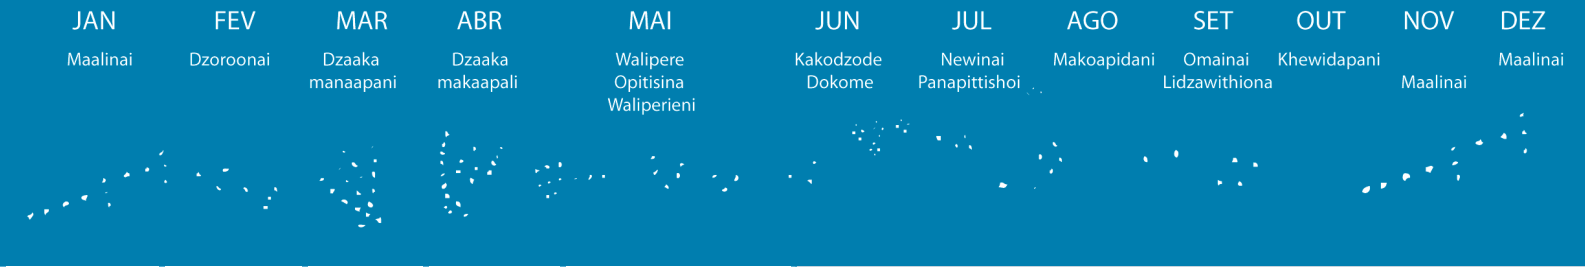 JAN FEV MAR ABR MAI JUN JUL AGO SET OUT NOV DEZ
Maalinai Dzoroonai Dzaaka Dzaaka Walipere Kakodzode Newinai Makoapidani Omainai Khewidapani Maalinai
manaapani makaapali Opitisina Dokome Panapittishoi Lidzawithiona Maalinai
Waliperieni